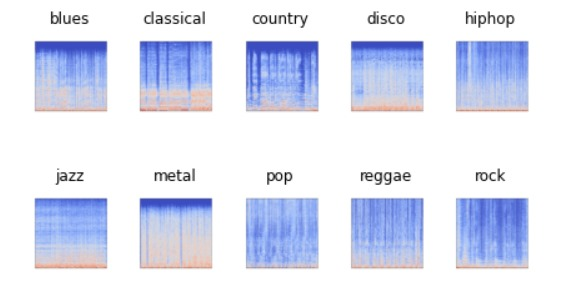 blues classical country disco hiphop
jazz metal pop reggae rock